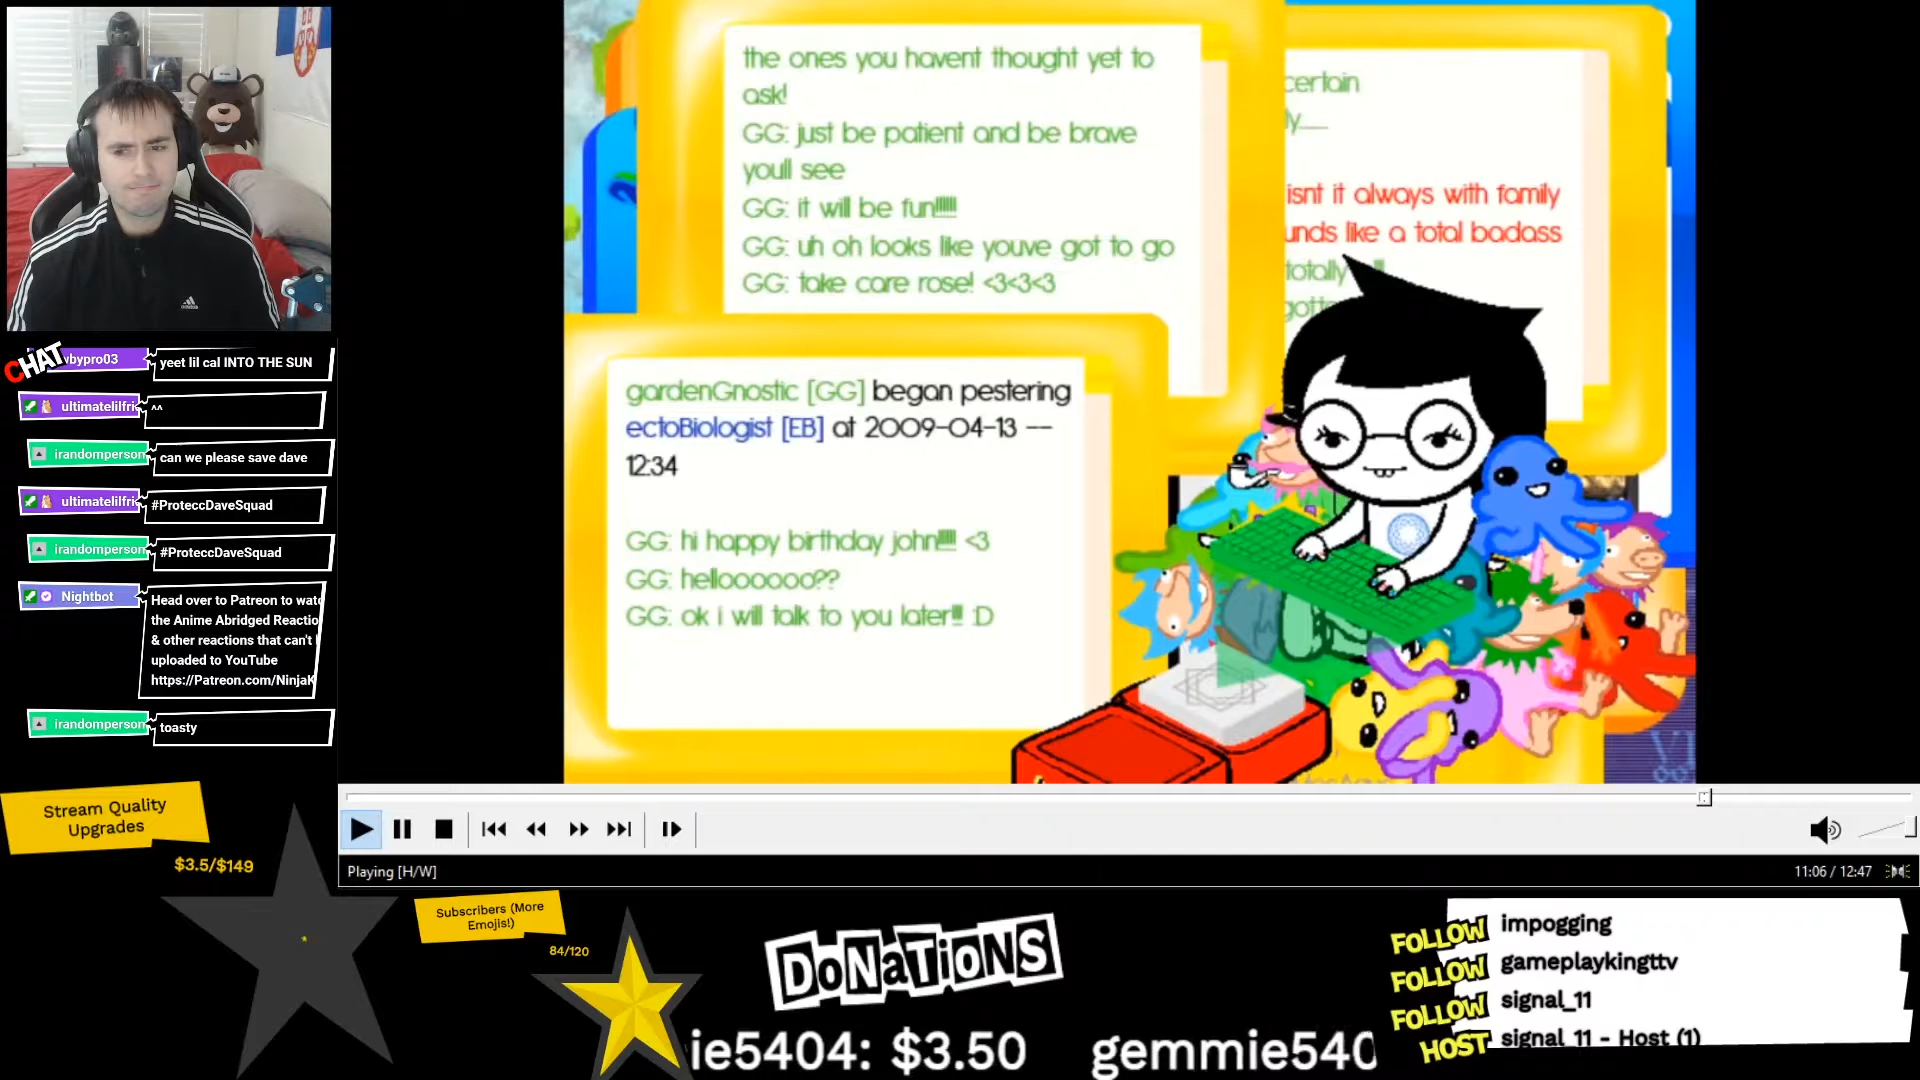 the ones you havent thought yet to
ask!
GG: just be patient and be brave
youll see
GG: it will be fun!!!!!!
GG: uh oh looks like youve got to go
GG: take care rose! <3<3<3
certain
isnt it always with family
like a total badass
totally
gardenGnostic [GG] began pestering
ectoBiologist [EB] at 2009-04-13 --
12:34
GG: hi happy birthday john!!!!! <3
GG: helloooooo??
GG: ok i will talk to you later!!! :D
adidas
CHAT
bypro03
yeet lil cal INTO THE SUN
ultimatelilfri
^^
irandomperson
can we please save dave
ultimatelilfri
#ProteccDaveSquad
irandomperson
#ProteccDaveSquad
Nightbot
Head over to Patreon to wat
the Anime Abridged Reactio
& other reactions that can't
uploaded to YouTube
https://Patreon.com/NinjaK
irandomperson
toasty
Playing [H/W]
11:06 / 12:47
Stream Quality
Upgrades
$3.5/$149
Subscribers (More
Emojis!)
84/120
DONATIONS
ie5404: $3.50 gemmie540
FOLLOW impogging
FOLLOW gameplaykingttv
FOLLOW signal_11
HOST signal_11 - Host (1)